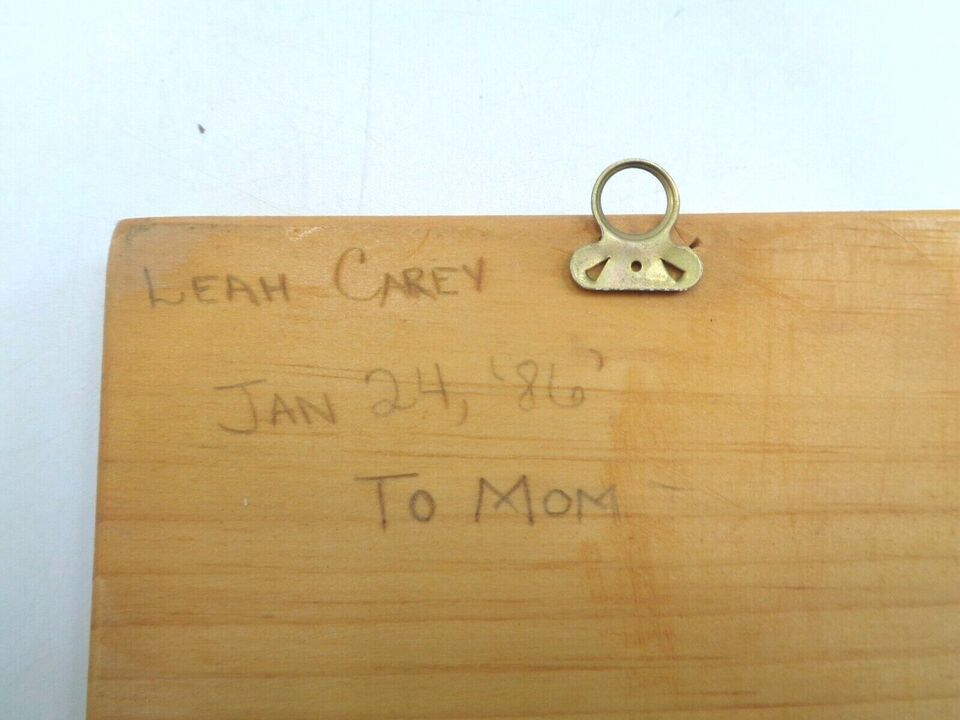 LEAH CAREY
JAN 24, '86'
TO MOM